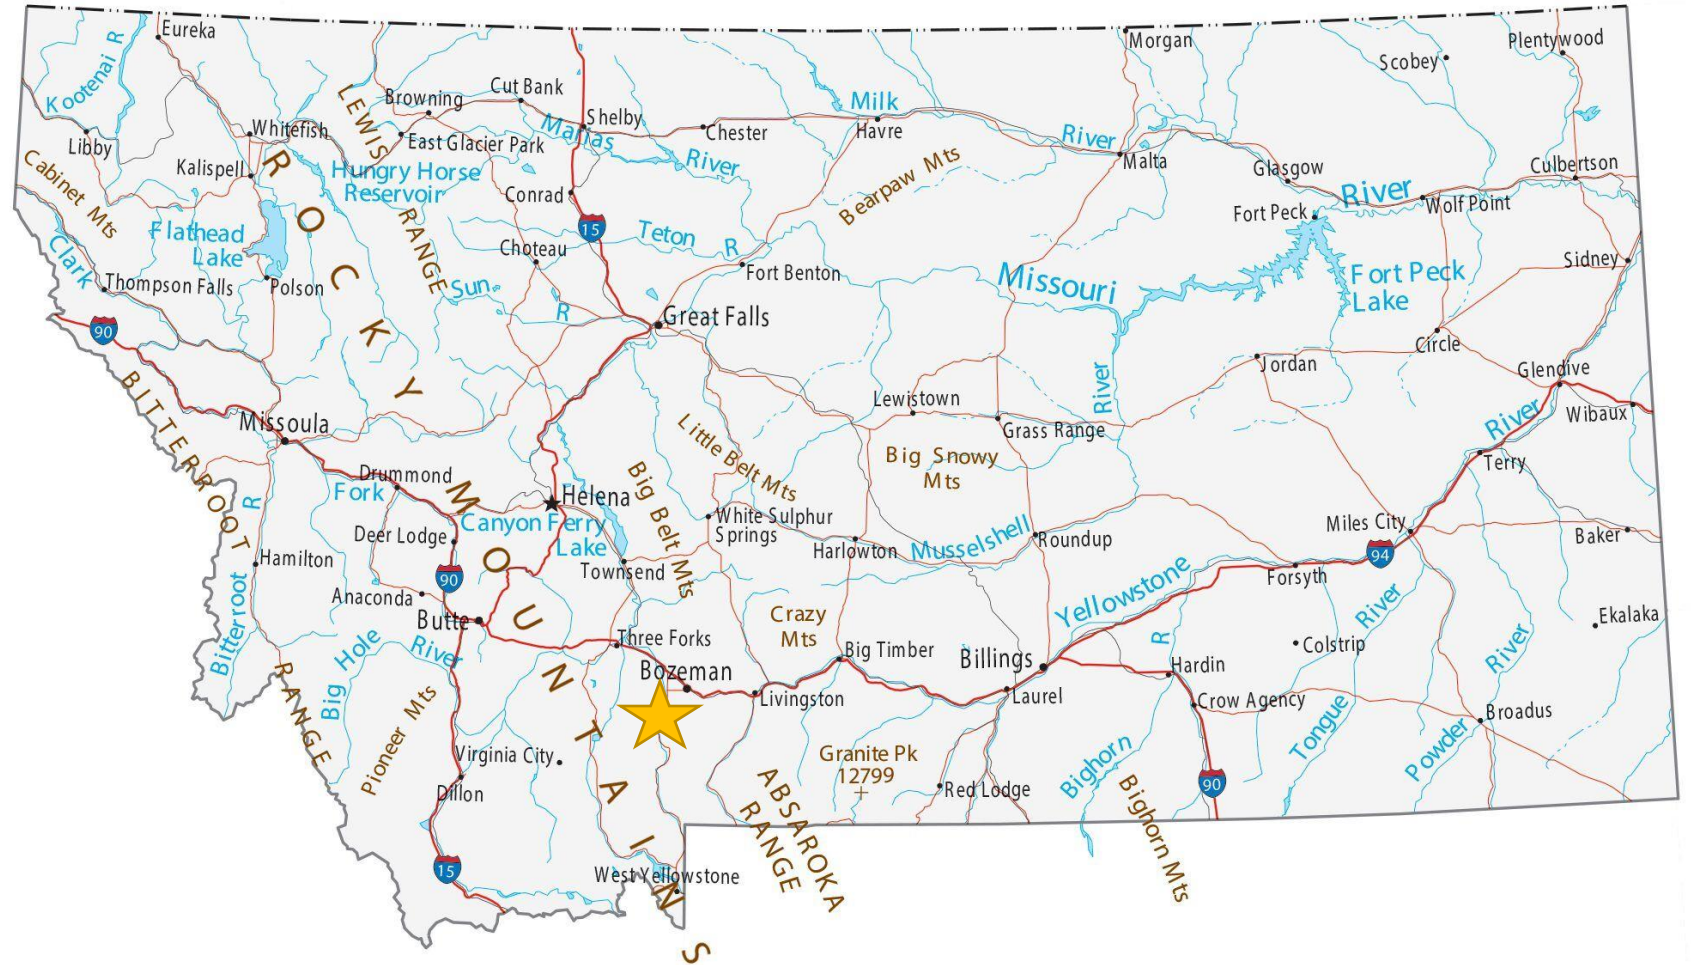 Eureka
Kootenai R
Libby
Cabinet Mts
Whitefish
Kalispell
LEWIS
RANGE
Browning
Cut Bank
East Glacier Park
Hungry Horse
Reservoir
Shelby
Marias
River
Chester
Milk
River
Havre
Bearpaw Mts
Morgan
Malta
Scobey
Plentywood
Glasgow
Culbertson
Fort Peck
River
Wolf Point
Conrad
15
Choteau
Teton R
Fort Benton
Flathead
Lake
Clark
Thompson Falls
Polson
Sun
R
Missouri
Fort Peck
Lake
Sidney
90
Great Falls
Circle
Jordan
Glendive
Wibaux
River
River
Lewistown
Grass Range
Terry
ROCKY
BITTERROOT
RANGE
Missoula
Drummond
Fork
Little Belt Mts
Big Belt Mts
Big Snowy
Mts
Helena
Canyon Ferry
Lake
White Sulphur
Springs
Deer Lodge
Hamilton
Bitterroot
R
90
Townsend
Harlowton
Musselshell
Roundup
Miles City
94
Baker
Forsyth
Yellowstone
Anaconda
Butte
MOUNTAINS
Big Hole
River
Three Forks
Crazy
Mts
Big Timber
Billings
R
Colstrip
River
River
Ekalaka
Bozeman
Livingston
Laurel
Hardin
Crow Agency
Pioneer Mts
Virginia City
Dillon
Granite Pk
12799
Red Lodge
Bighorn
Tongue
Powder
Broadus
90
Bighorn Mts
ABSAROKA
RANGE
15
West Yellowstone